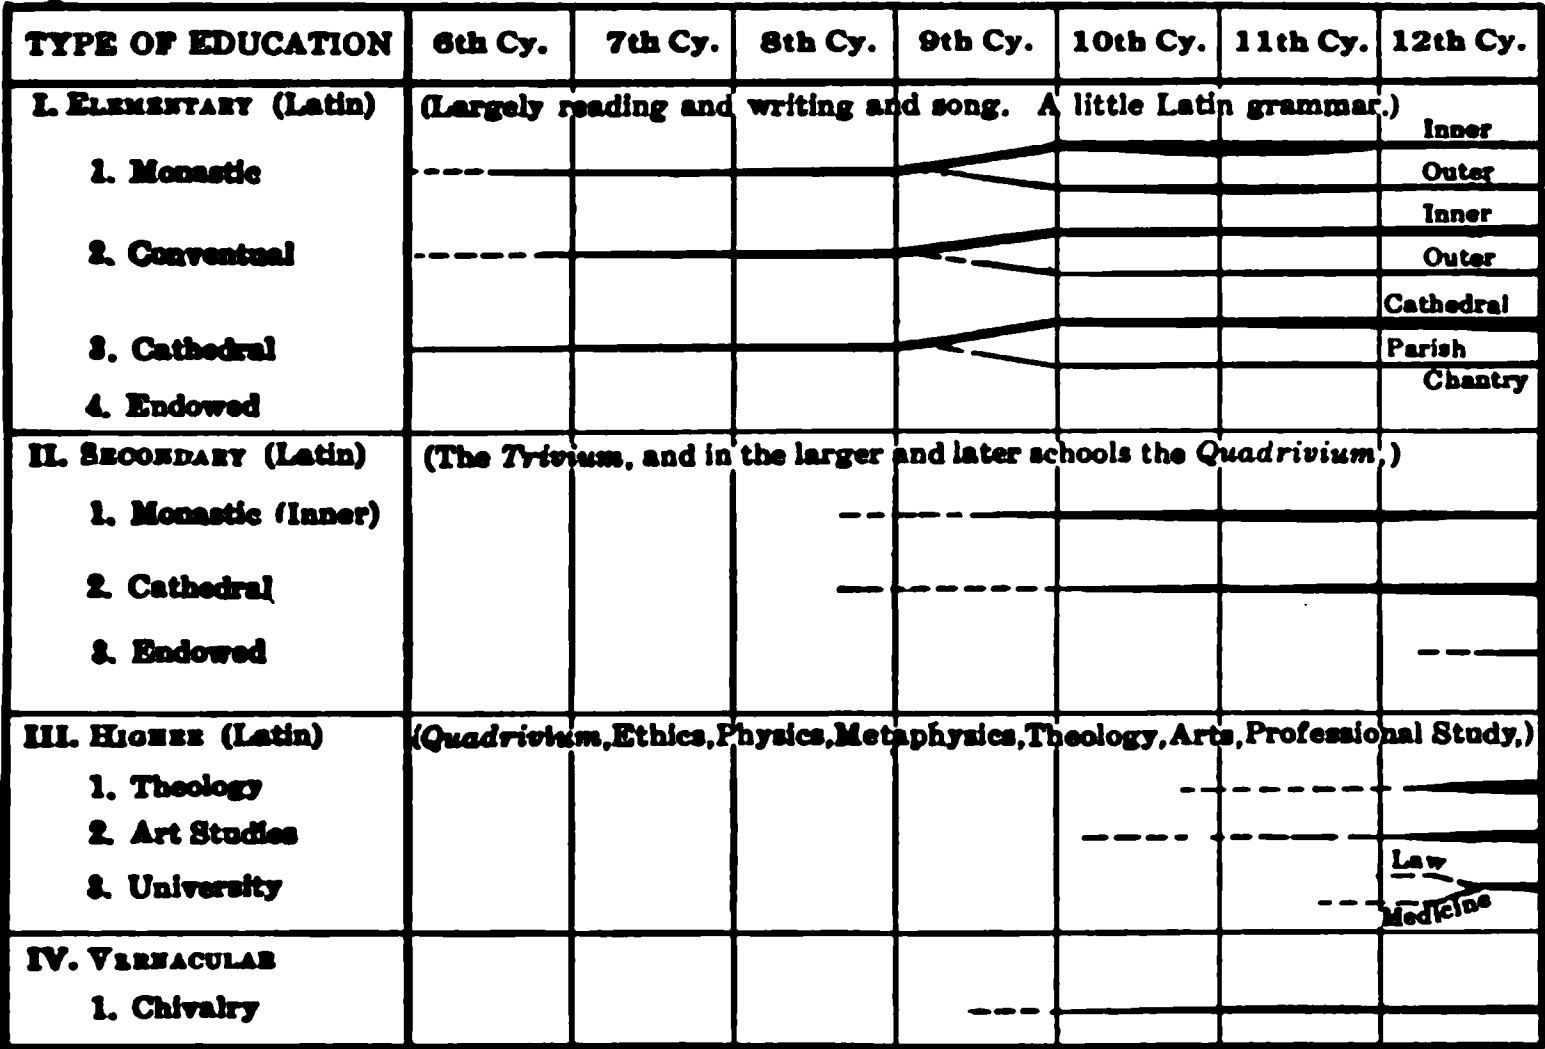 TYPE OF EDUCATION 6th Cy. 7th Cy. 8th Cy. 9th Cy. 10th Cy. 11th Cy. 12th Cy.
I. ELEMENTARY (Latin) (Largely reading and writing and song. A little Latin grammar.)
Inner
1. Monastic
Outer
Inner
2. Conventual
Outer
Cathedral
3. Cathedral
Parish
Chantry
4. Endowed
II. SECONDARY (Latin) (The Trivium, and in the larger and later schools the Quadrivium.)
1. Monastic (Inner)
2. Cathedral
3. Endowed
III. HIGHER (Latin) (Quadrivium, Ethics, Physics, Metaphysics, Theology, Arts, Professional Study.)
1. Theology
2. Art Studies
Law
3. University
Medicine
IV. VERNACULAR
1. Chivalry